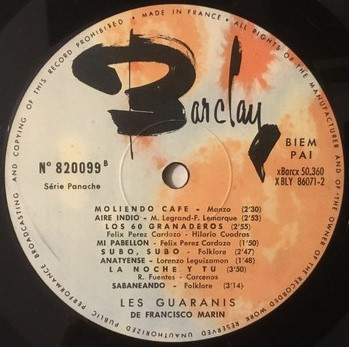 MADE IN FRANCE • ALL RIGHTS OF THE MANUFACTURER AND OF THE OWNER OF THE RECORDED WORK RESERVED UNAUTHORIZED PUBLIC PERFORMANCE BROADCASTING AND COPYING OF THIS RECORD PROHIBITED •
Barclay
N° 820099 B
Série Panache
BIEM
PAI
xBarcx 50.360
XBLY 86071-2
MOLIENDO CAFE - Manzo (2'30)
AIRE INDIO - M. Legrand-F. Lemarque (2'53)
LOS 60 GRANADEROS (2'55)
Felix Perez Cardozo - Hilario Cuadros
MI PABELLON - Felix Perez Cardozo (1'50)
SUBO, SUBO - Folklore (2'52)
ANATYENSE - Lorenzo Leguizamon (1'48)
LA NOCHE Y TU (3'50)
R. Fuentes - Carcenas
SABANEANDO - Folklore (3'14)
LES GUARANIS
DE FRANCISCO MARIN